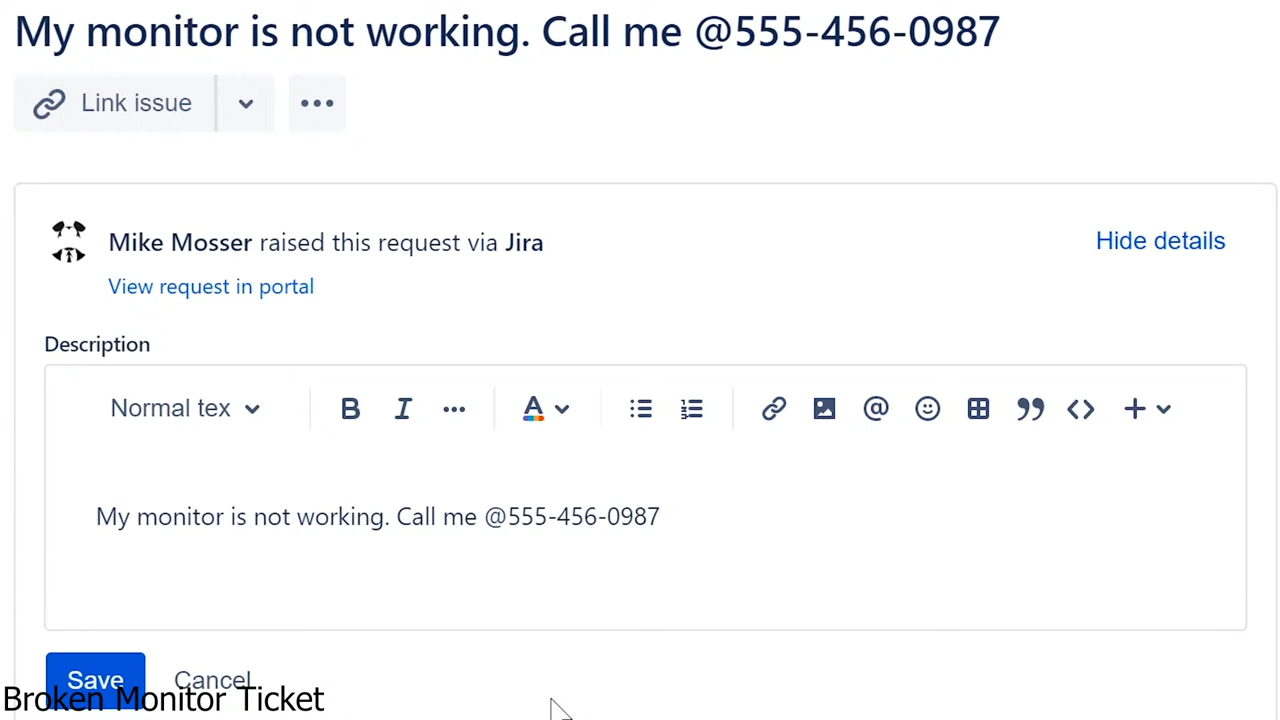 My monitor is not working. Call me @555-456-0987
Link issue
Mike Mosser raised this request via Jira
Hide details
View request in portal
Description
Normal tex
My monitor is not working. Call me @555-456-0987
Save
Cancel
Broken Monitor Ticket